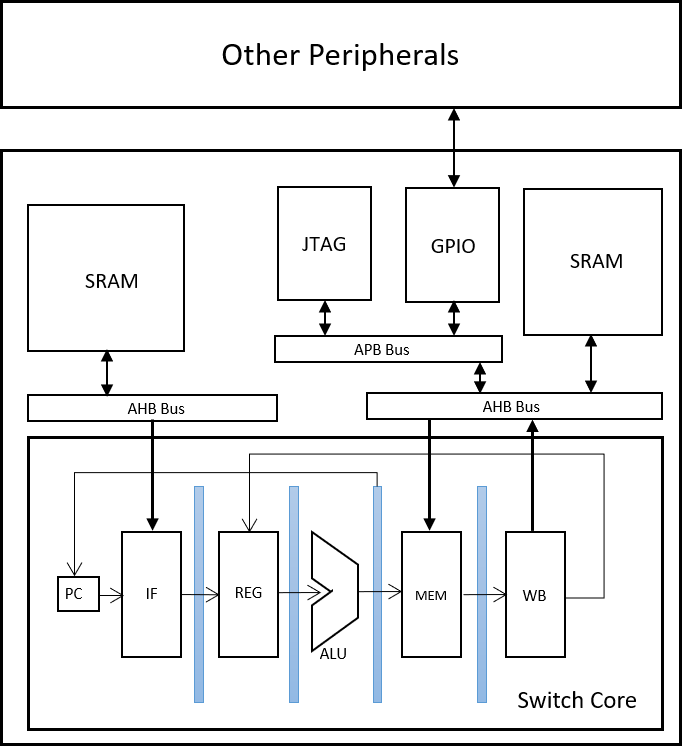 Other Peripherals
SRAM
JTAG
GPIO
SRAM
APB Bus
AHB Bus
AHB Bus
PC
IF
REG
ALU
MEM
WB
Switch Core